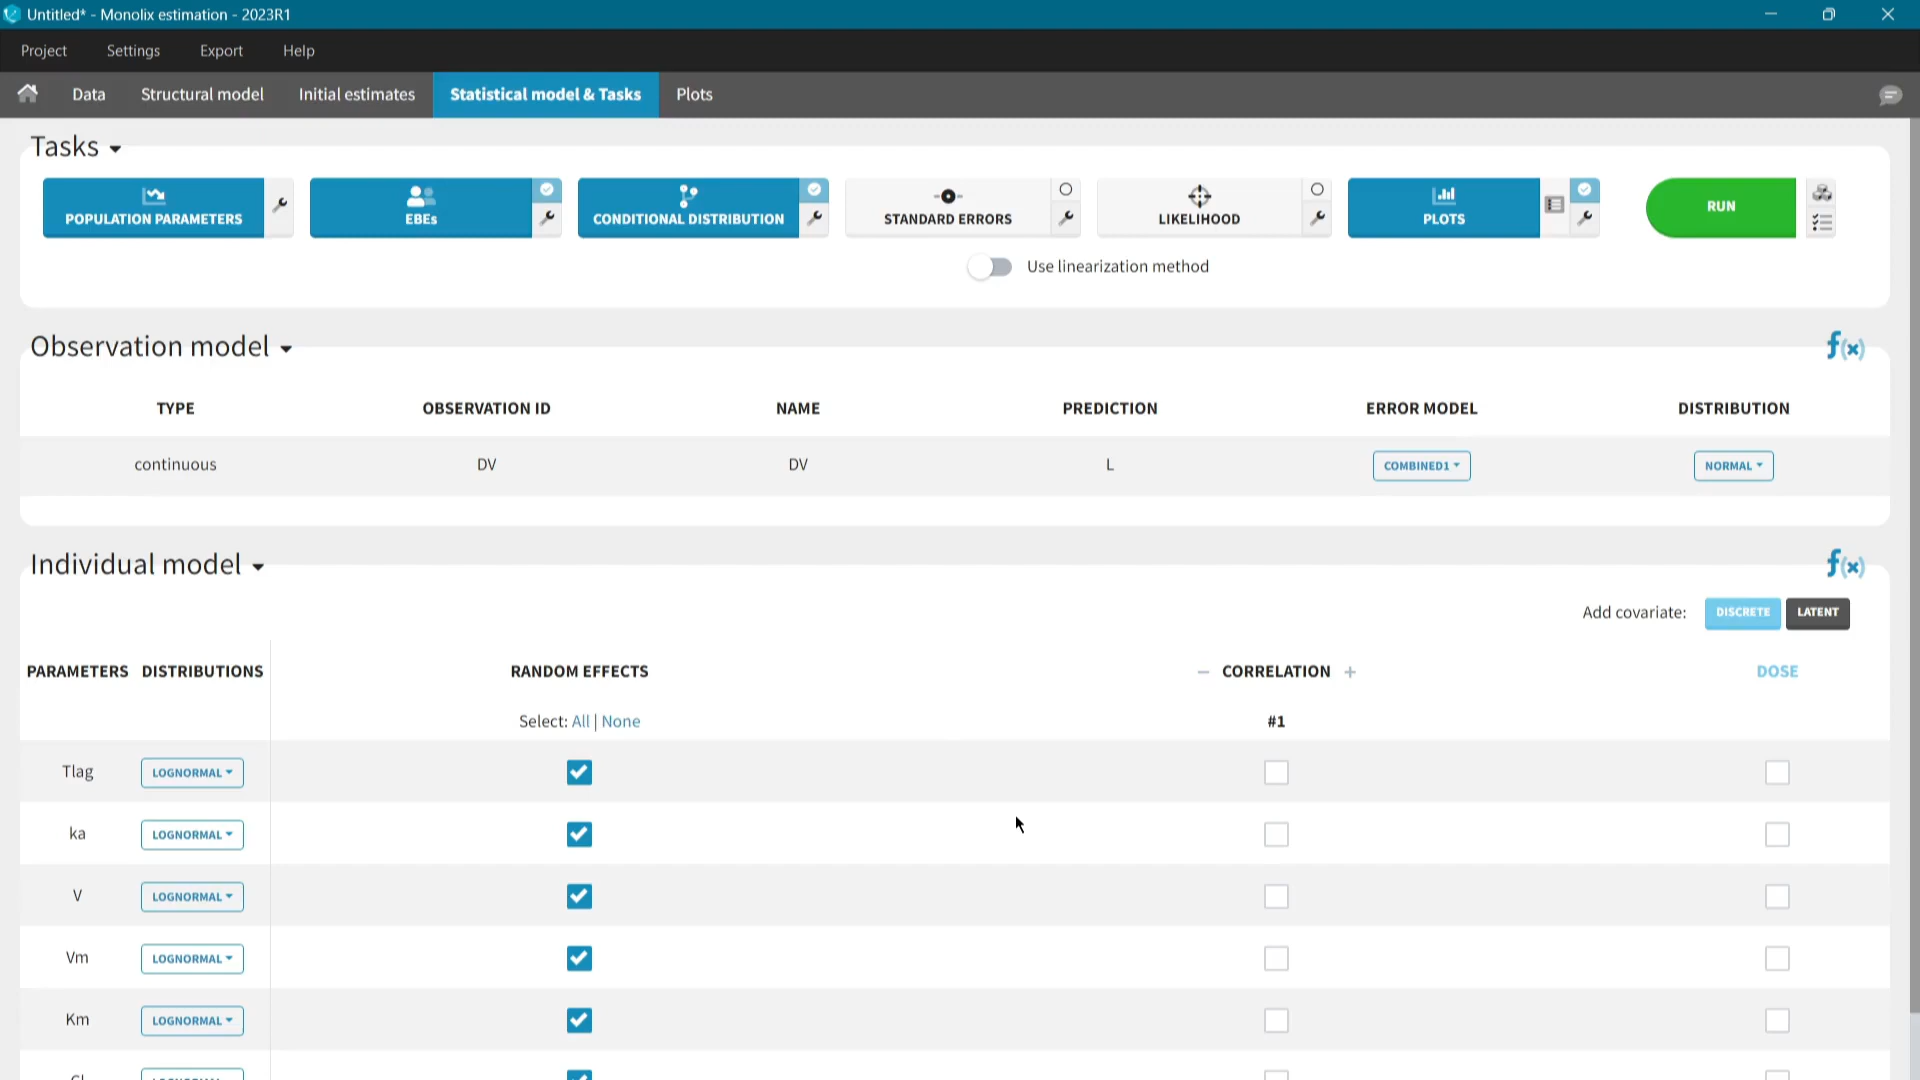 Untitled* - Monolix estimation - 2023R1
Project Settings Export Help
Data Structural model Initial estimates Statistical model & Tasks Plots
Tasks
POPULATION PARAMETERS EBEs CONDITIONAL DISTRIBUTION STANDARD ERRORS LIKELIHOOD PLOTS RUN
Use linearization method
Observation model f(x)
TYPE OBSERVATION ID NAME PREDICTION ERROR MODEL DISTRIBUTION
continuous DV DV L COMBINED1 NORMAL
Individual model f(x)
Add covariate: DISCRETE LATENT
PARAMETERS DISTRIBUTIONS RANDOM EFFECTS − CORRELATION + DOSE
Select: All | None #1
Tlag LOGNORMAL
ka LOGNORMAL
V LOGNORMAL
Vm LOGNORMAL
Km LOGNORMAL